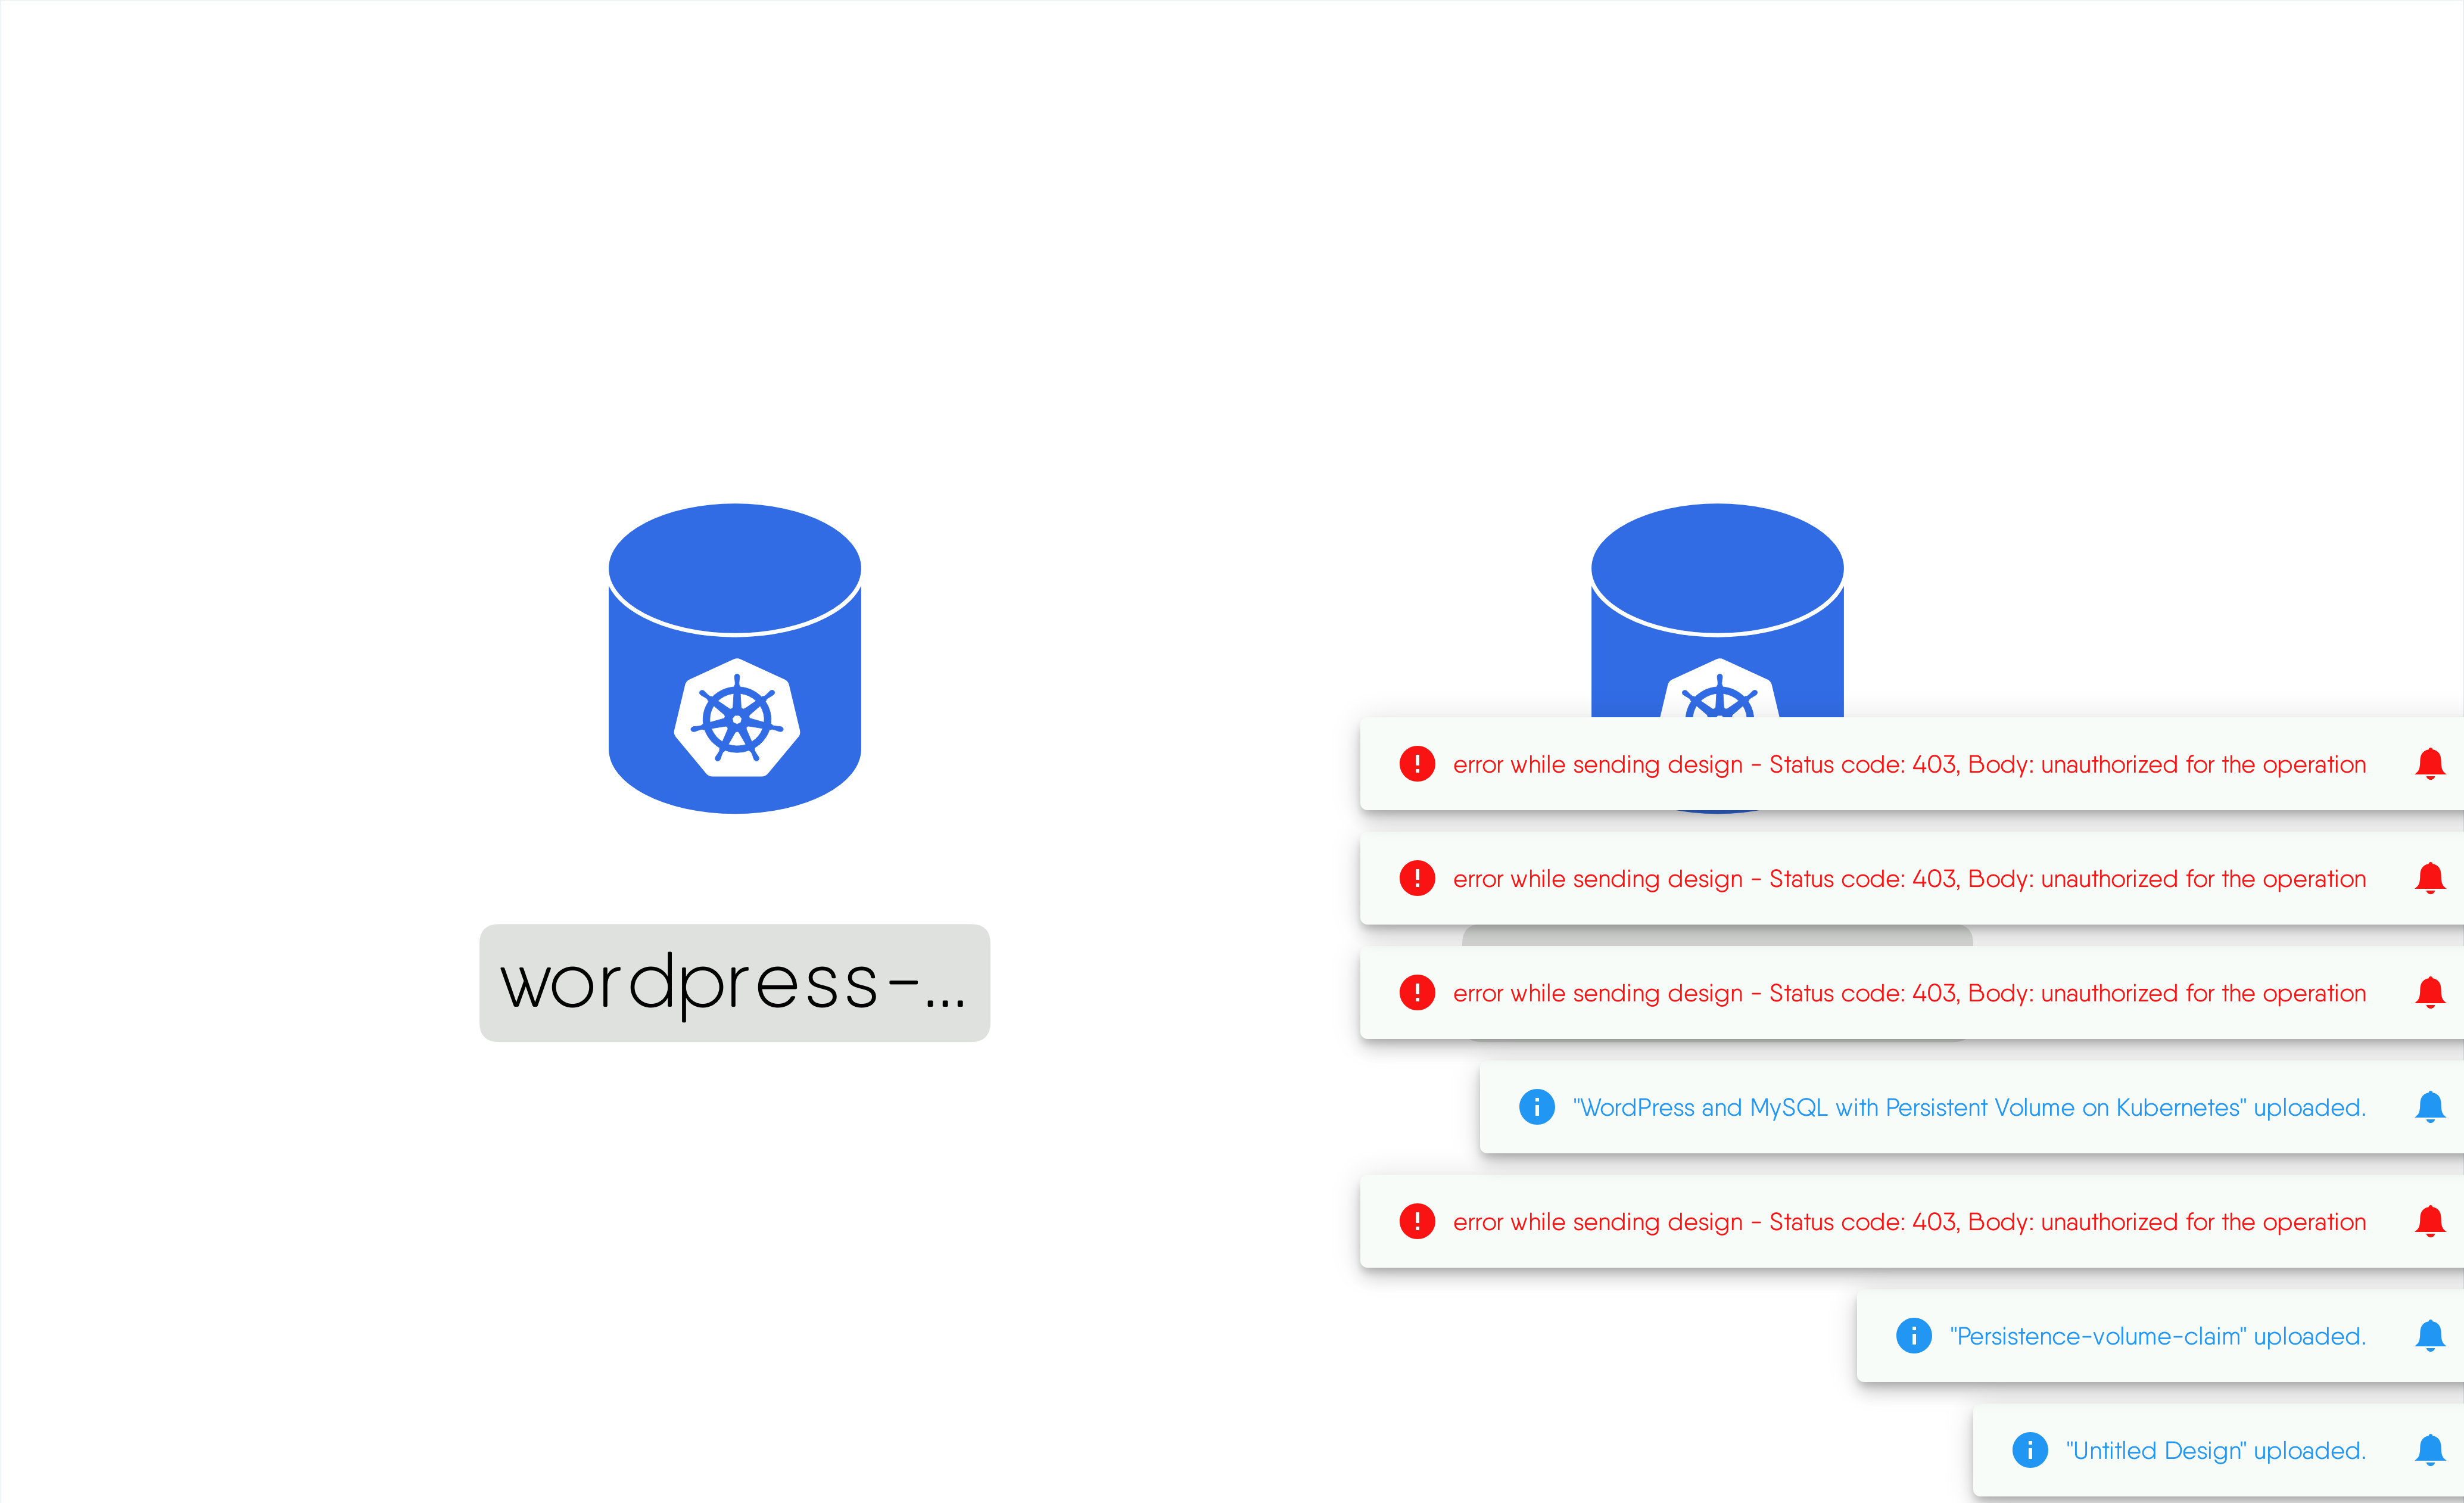 error while sending design - Status code: 403, Body: unauthorized for the operation
error while sending design - Status code: 403, Body: unauthorized for the operation
wordpress-...
error while sending design - Status code: 403, Body: unauthorized for the operation
"WordPress and MySQL with Persistent Volume on Kubernetes" uploaded.
error while sending design - Status code: 403, Body: unauthorized for the operation
"Persistence-volume-claim" uploaded.
"Untitled Design" uploaded.